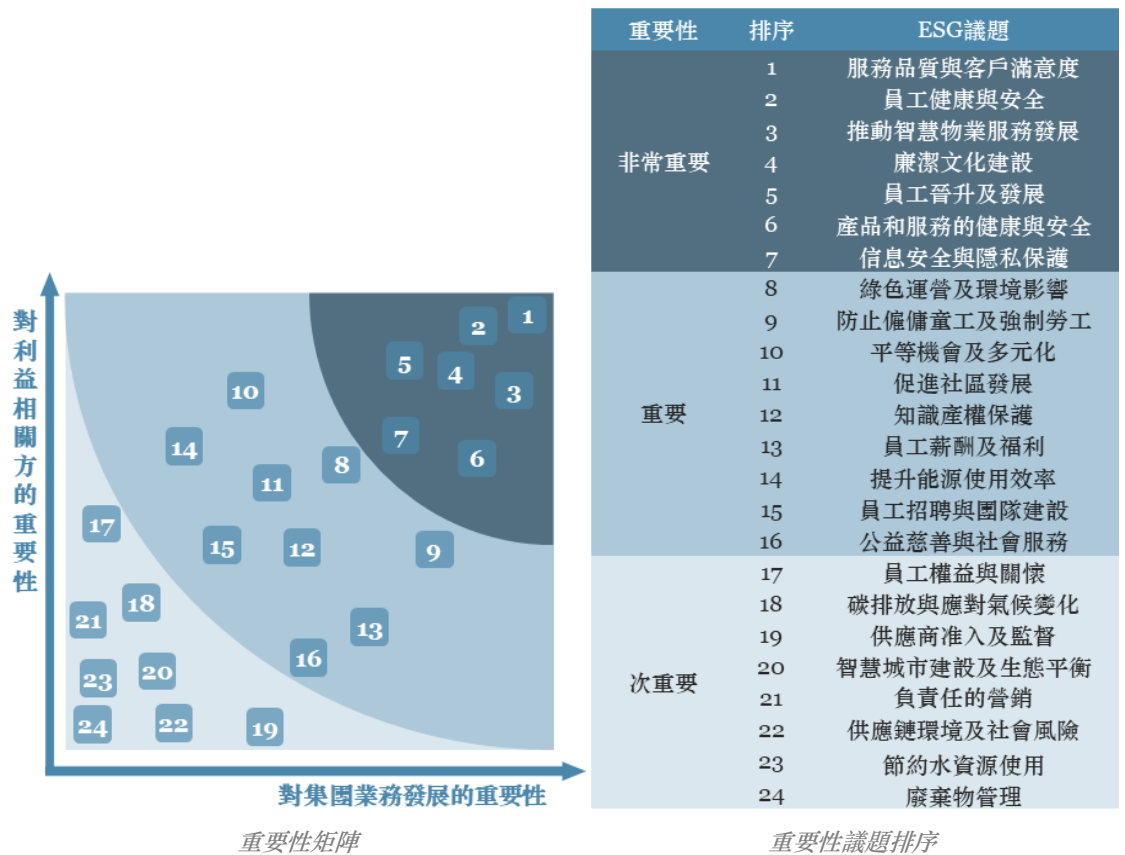 對利益相關方的重要性
1
2
5
4
3
10
7
14
6
8
11
17
15
12
9
18
21
13
16
20
23
24
22
19
對集團業務發展的重要性
重要性矩陣
重要性 排序 ESG議題
非常重要
1 服務品質與客戶滿意度
2 員工健康與安全
3 推動智慧物業服務發展
4 廉潔文化建設
5 員工晉升及發展
6 產品和服務的健康與安全
7 信息安全與隱私保護
重要
8 綠色運營及環境影響
9 防止僱傭童工及強制勞工
10 平等機會及多元化
11 促進社區發展
12 知識產權保護
13 員工薪酬及福利
14 提升能源使用效率
15 員工招聘與團隊建設
16 公益慈善與社會服務
次重要
17 員工權益與關懷
18 碳排放與應對氣候變化
19 供應商准入及監督
20 智慧城市建設及生態平衡
21 負責任的營銷
22 供應鏈環境及社會風險
23 節約水資源使用
24 廢棄物管理
重要性議題排序